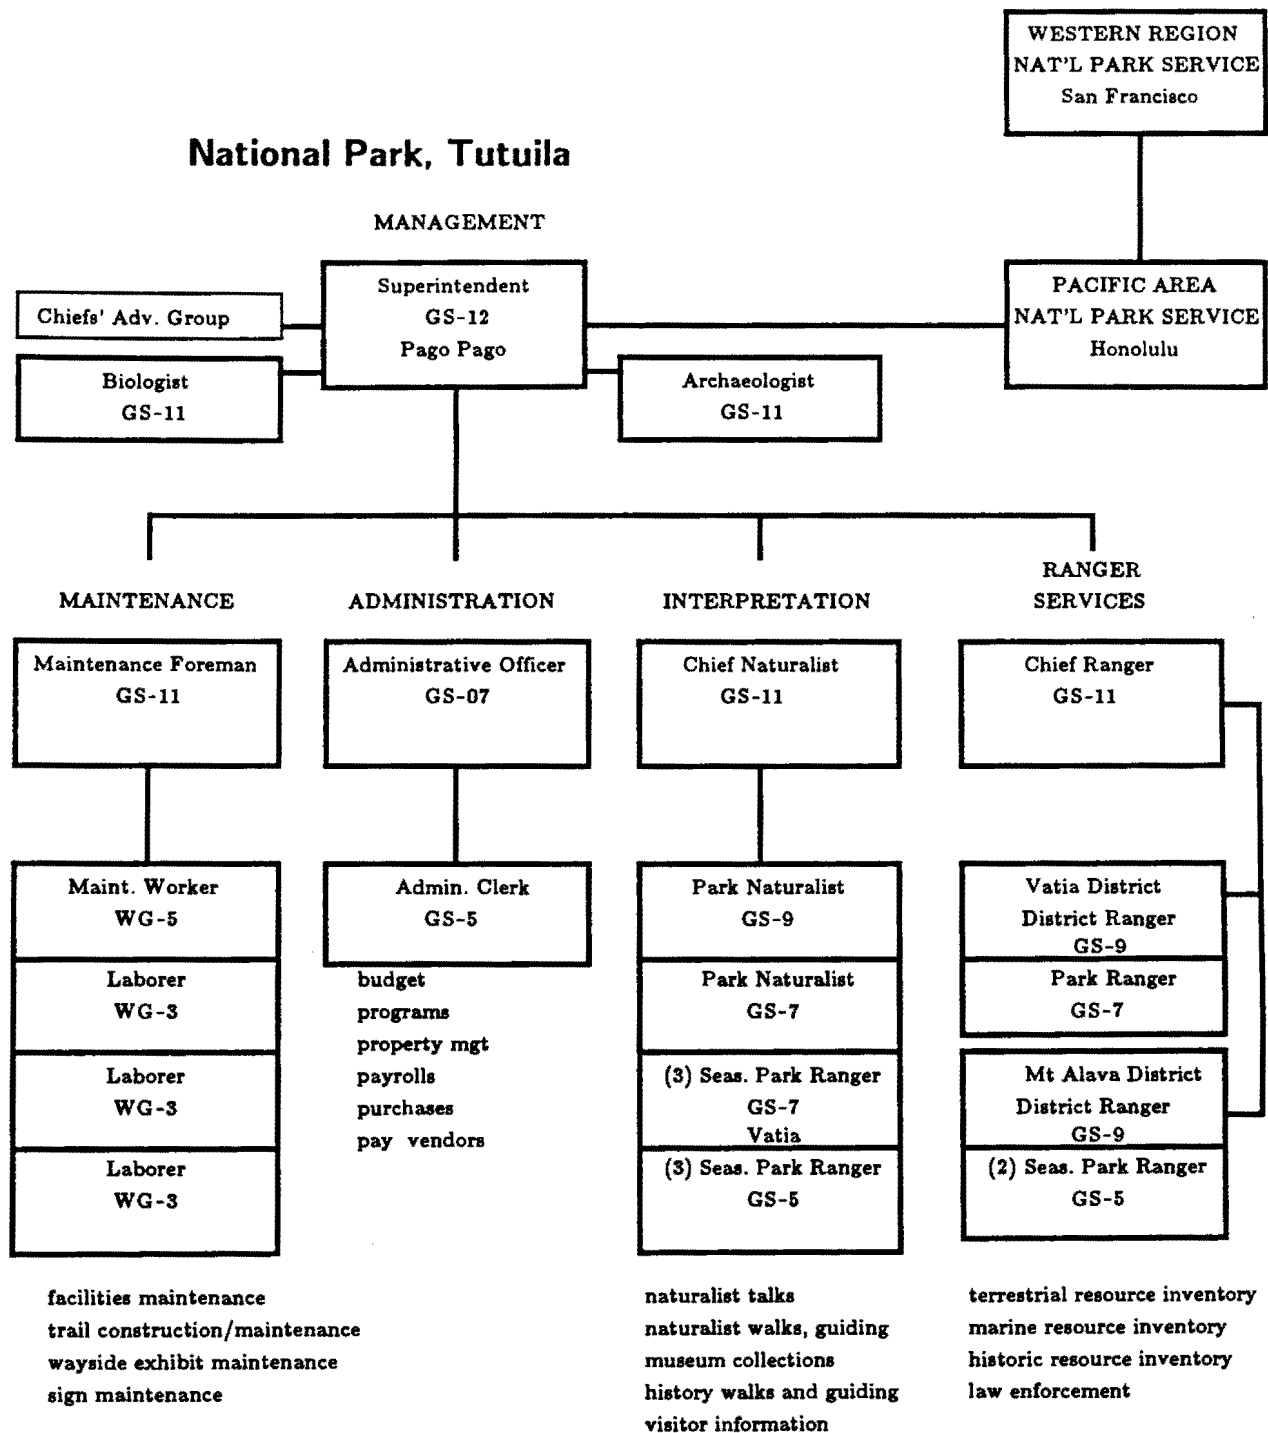 WESTERN REGION
NAT'L PARK SERVICE
San Francisco
National Park, Tutuila
MANAGEMENT
Superintendent
GS-12
Pago Pago
Chiefs' Adv. Group
PACIFIC AREA
NAT'L PARK SERVICE
Honolulu
Biologist
GS-11
Archaeologist
GS-11
MAINTENANCE
Maintenance Foreman
GS-11
Maint. Worker
WG-5
Laborer
WG-3
Laborer
WG-3
Laborer
WG-3
facilities maintenance
trail construction/maintenance
wayside exhibit maintenance
sign maintenance
ADMINISTRATION
Administrative Officer
GS-07
Admin. Clerk
GS-5
budget
programs
property mgt
payrolls
purchases
pay vendors
INTERPRETATION
Chief Naturalist
GS-11
Park Naturalist
GS-9
Park Naturalist
GS-7
(3) Seas. Park Ranger
GS-7
Vatia
(3) Seas. Park Ranger
GS-5
naturalist talks
naturalist walks, guiding
museum collections
history walks and guiding
visitor information
RANGER
SERVICES
Chief Ranger
GS-11
Vatia District
District Ranger
GS-9
Park Ranger
GS-7
Mt Alava District
District Ranger
GS-9
(2) Seas. Park Ranger
GS-5
terrestrial resource inventory
marine resource inventory
historic resource inventory
law enforcement